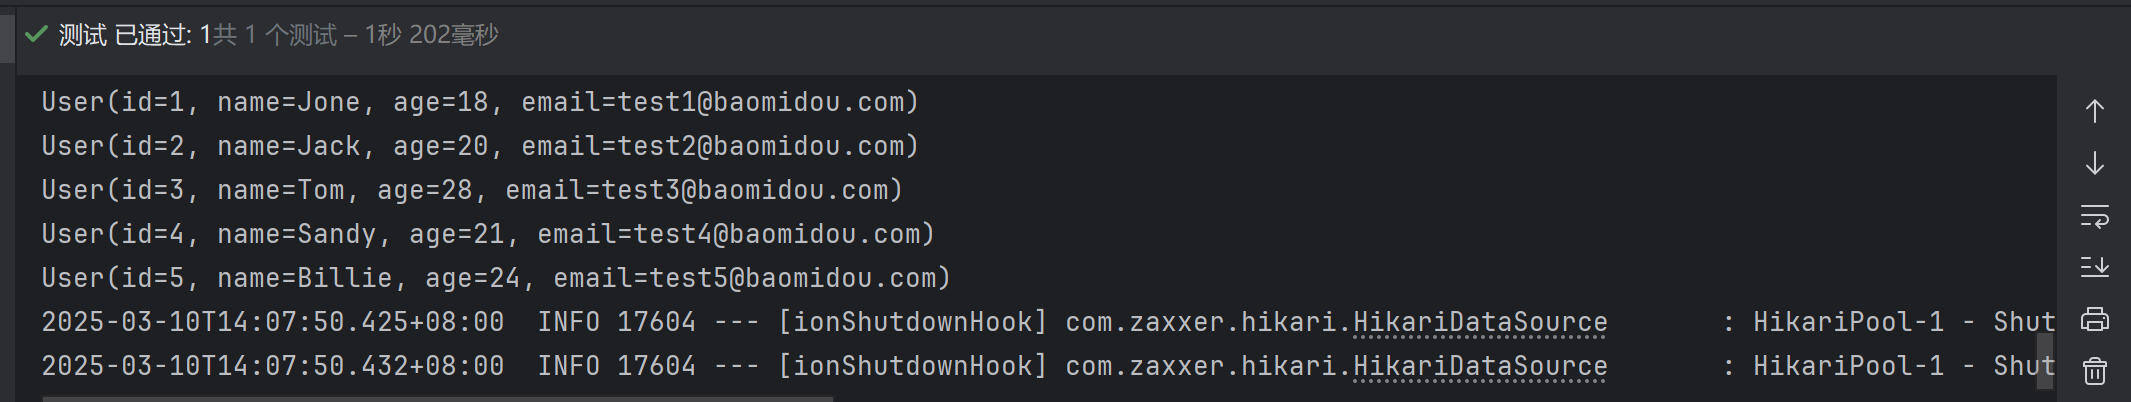 测试 已通过: 1共 1 个测试 – 1秒 202毫秒
User(id=1, name=Jone, age=18, email=test1@baomidou.com)
User(id=2, name=Jack, age=20, email=test2@baomidou.com)
User(id=3, name=Tom, age=28, email=test3@baomidou.com)
User(id=4, name=Sandy, age=21, email=test4@baomidou.com)
User(id=5, name=Billie, age=24, email=test5@baomidou.com)
2025-03-10T14:07:50.425+08:00  INFO 17604 --- [ionShutdownHook] com.zaxxer.hikari.HikariDataSource       : HikariPool-1 - Shut
2025-03-10T14:07:50.432+08:00  INFO 17604 --- [ionShutdownHook] com.zaxxer.hikari.HikariDataSource       : HikariPool-1 - Shut